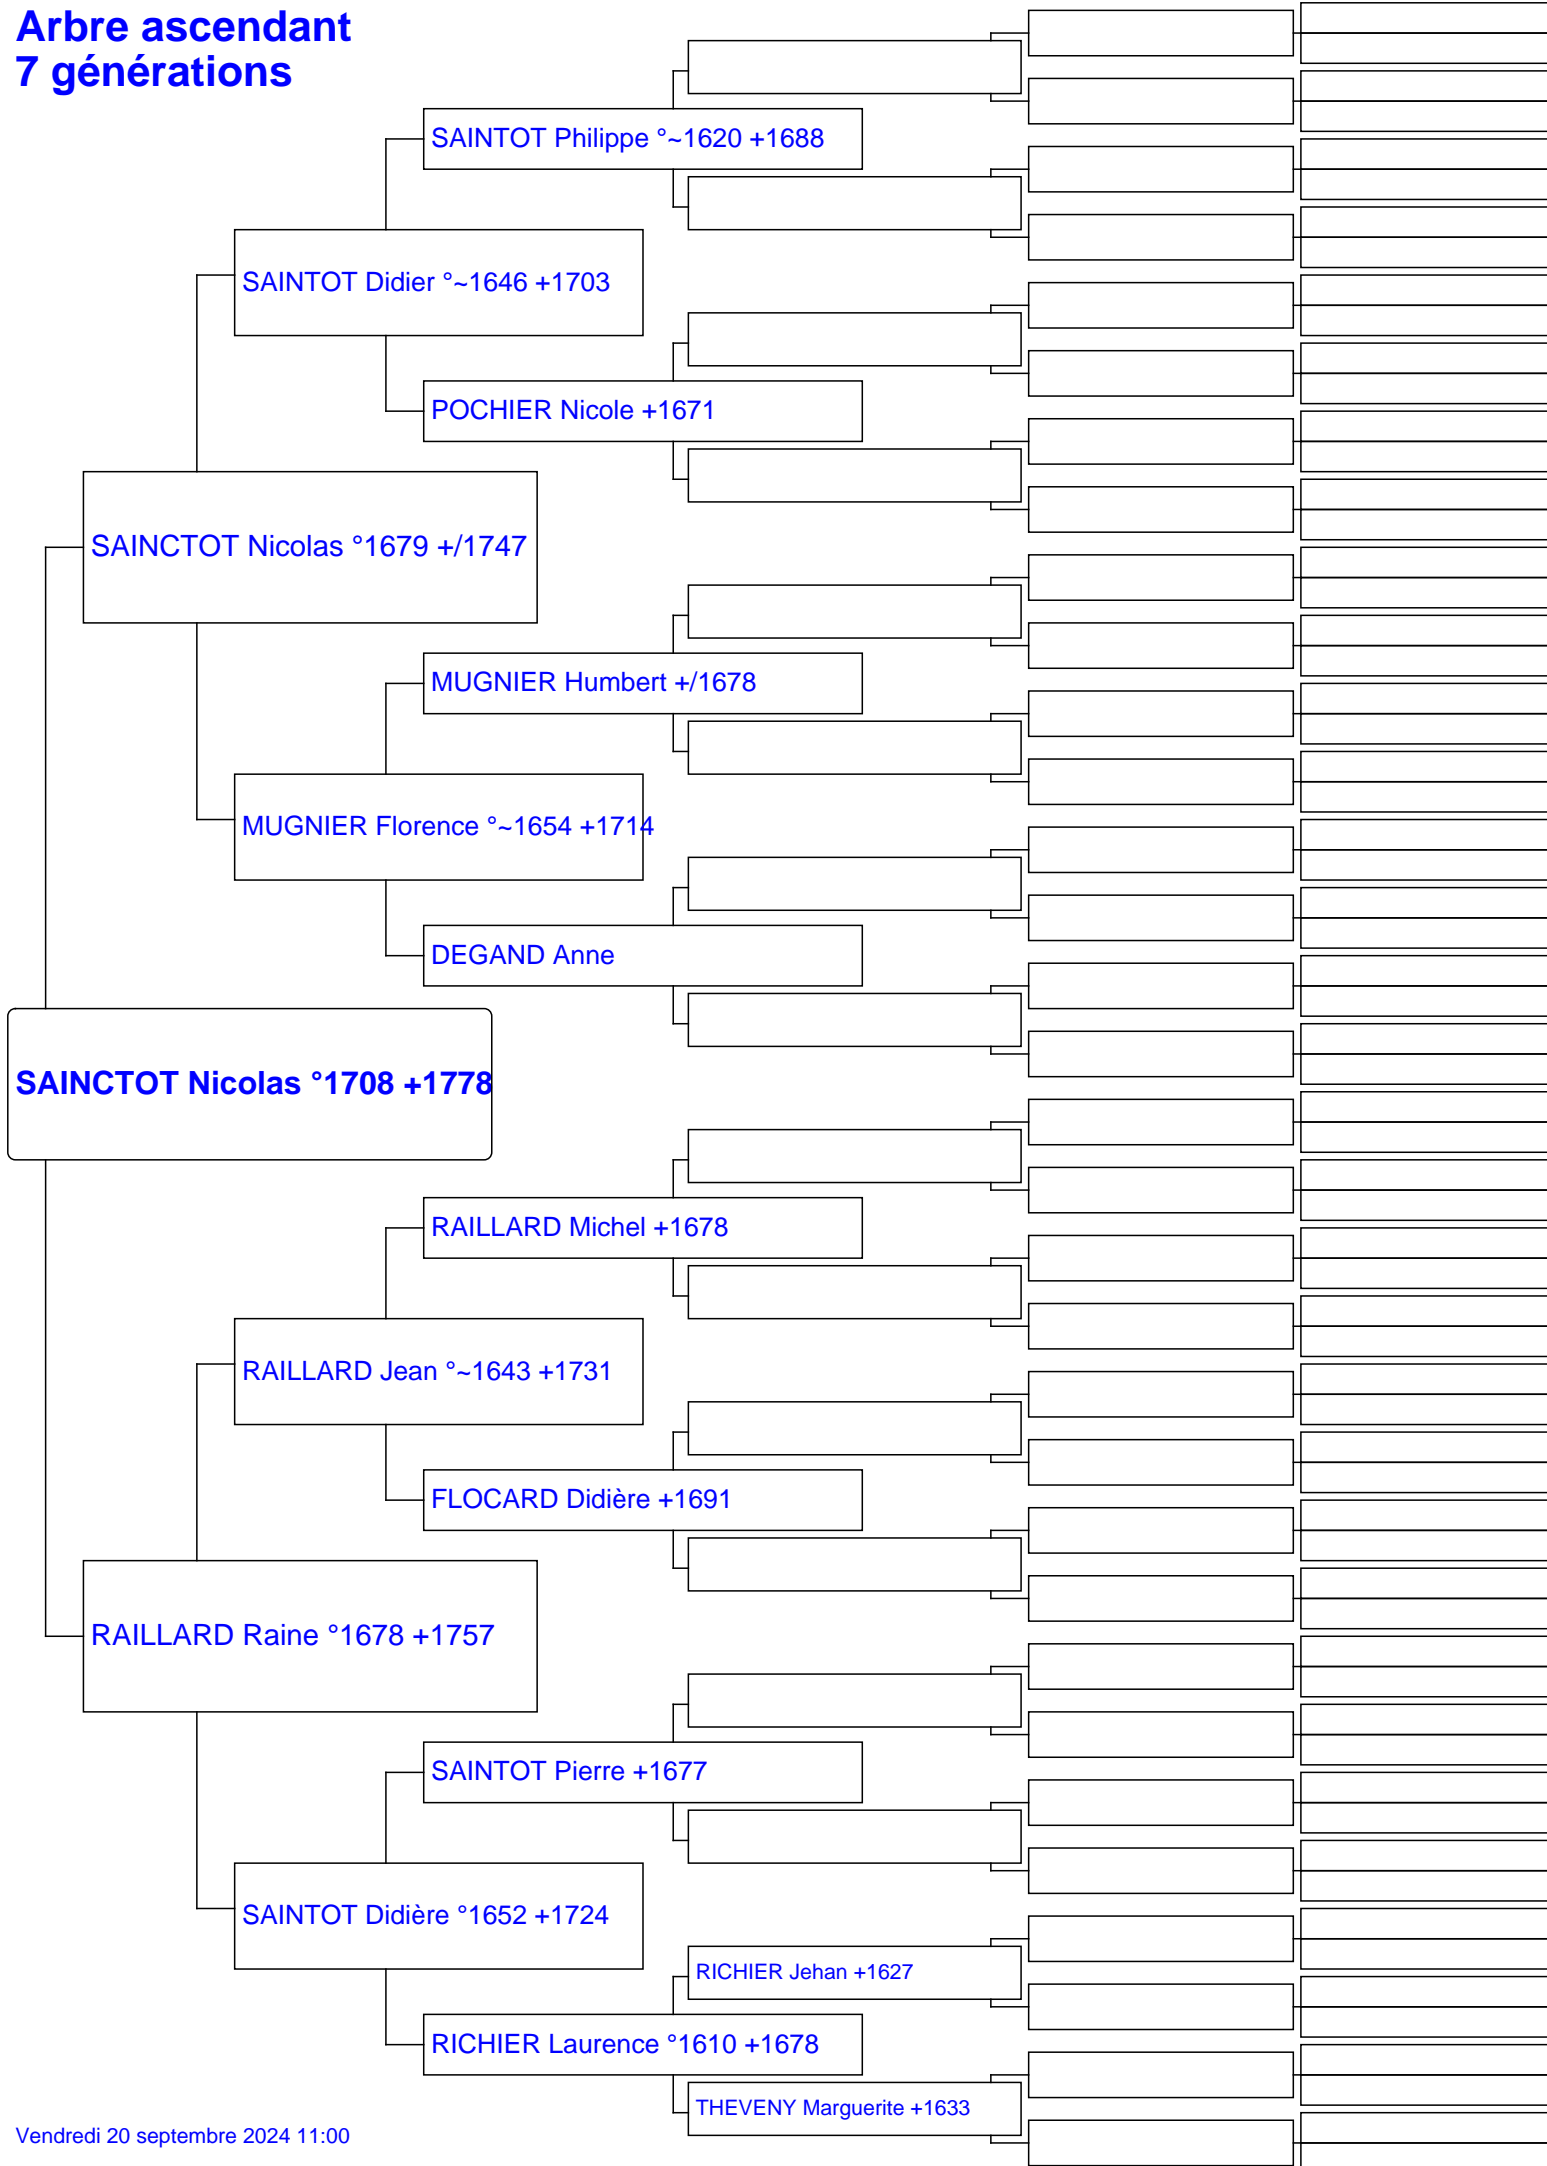 Arbre ascendant
7 générations
SAINTOT Philippe °~1620 +1688
SAINTOT Didier °~1646 +1703
POCHIER Nicole +1671
SAINCTOT Nicolas °1679 +/1747
MUGNIER Humbert +/1678
MUGNIER Florence °~1654 +1714
DEGAND Anne
SAINCTOT Nicolas °1708 +1778
RAILLARD Michel +1678
RAILLARD Jean °~1643 +1731
FLOCARD Didière +1691
RAILLARD Raine °1678 +1757
SAINTOT Pierre +1677
SAINTOT Didière °1652 +1724
RICHIER Jehan +1627
RICHIER Laurence °1610 +1678
THEVENY Marguerite +1633
Vendredi 20 septembre 2024 11:00